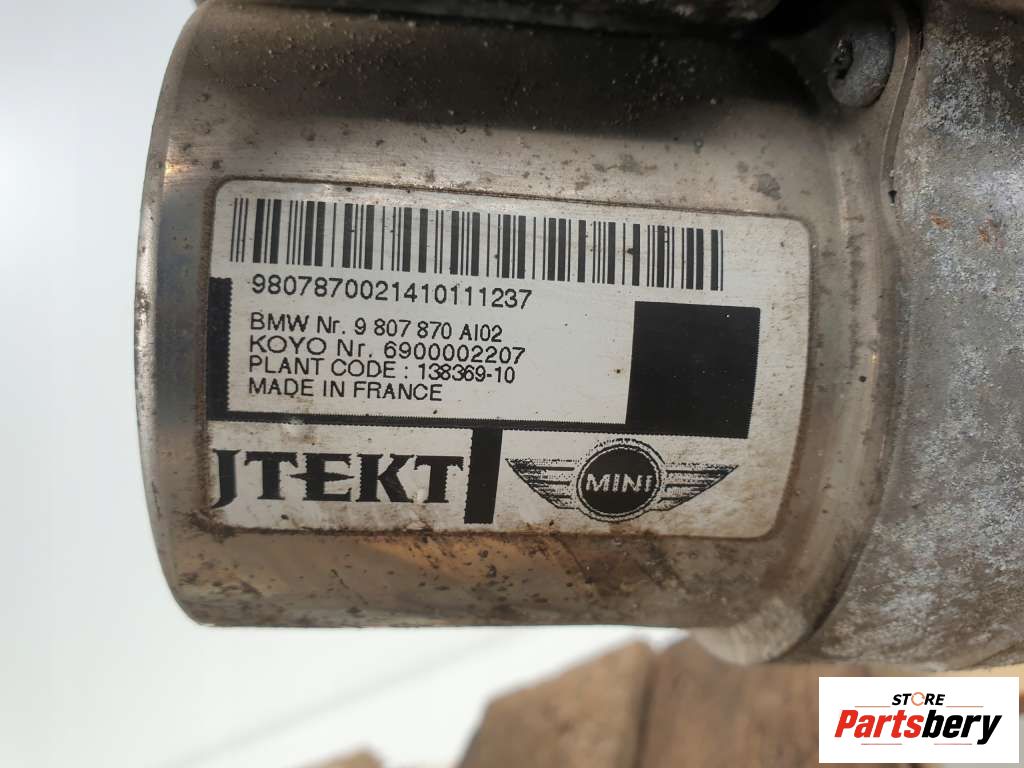 9807870021410111237
BMW Nr. 9 807 870 AI02
KOYO Nr. 6900002207
PLANT CODE : 138369-10
MADE IN FRANCE
JTEKT
MINI
STORE
Partsbery